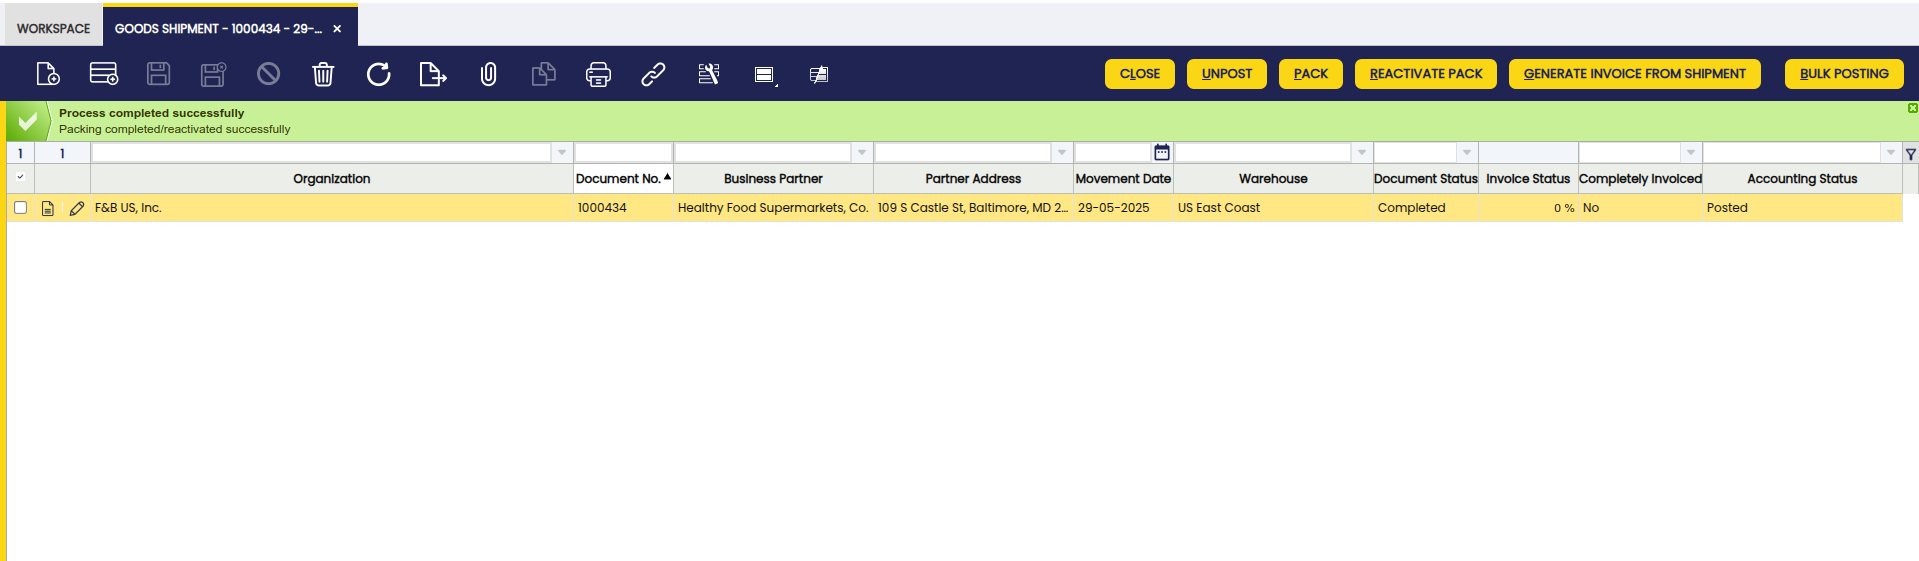 WORKSPACE
GOODS SHIPMENT - 1000434 - 29-... ×
CLOSE UNPOST PACK REACTIVATE PACK GENERATE INVOICE FROM SHIPMENT BULK POSTING
Process completed successfully
Packing completed/reactivated successfully
1 1
Organization Document No. Business Partner Partner Address Movement Date Warehouse Document Status Invoice Status Completely Invoiced Accounting Status
F&B US, Inc. 1000434 Healthy Food Supermarkets, Co. 109 S Castle St, Baltimore, MD 2... 29-05-2025 US East Coast Completed 0 % No Posted